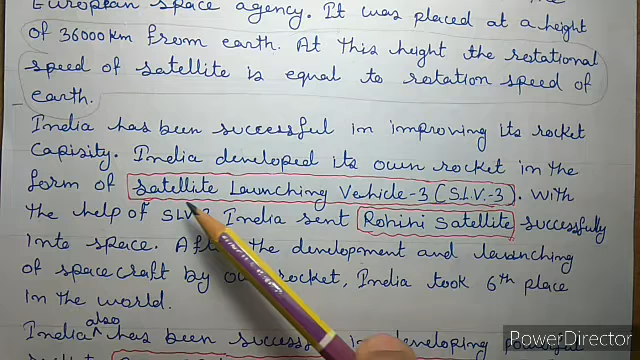 European space agency. It was placed at a height
of 36000km from earth. At this height the rotational
speed of satellite is equal to rotation speed of
earth.
India has been successful in improving its rocket
capisity. India developed its own rocket in the
form of Satellite Launching Vehicle-3 (S.L.V.-3). With
the help of SLV-3 India sent Rohini Satellite successfully
into space. After the development and launching
of spacecraft by our rocket, India took 6th place
in the world.
India also has been in developing
PowerDirector